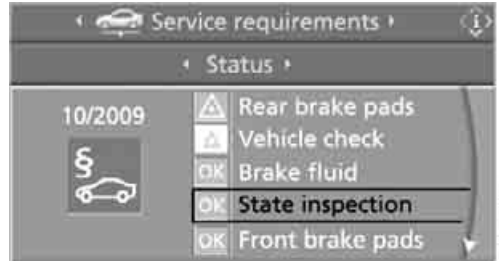 Service requirements
Status
10/2009
Rear brake pads
Vehicle check
§
OK Brake fluid
OK State inspection
OK Front brake pads